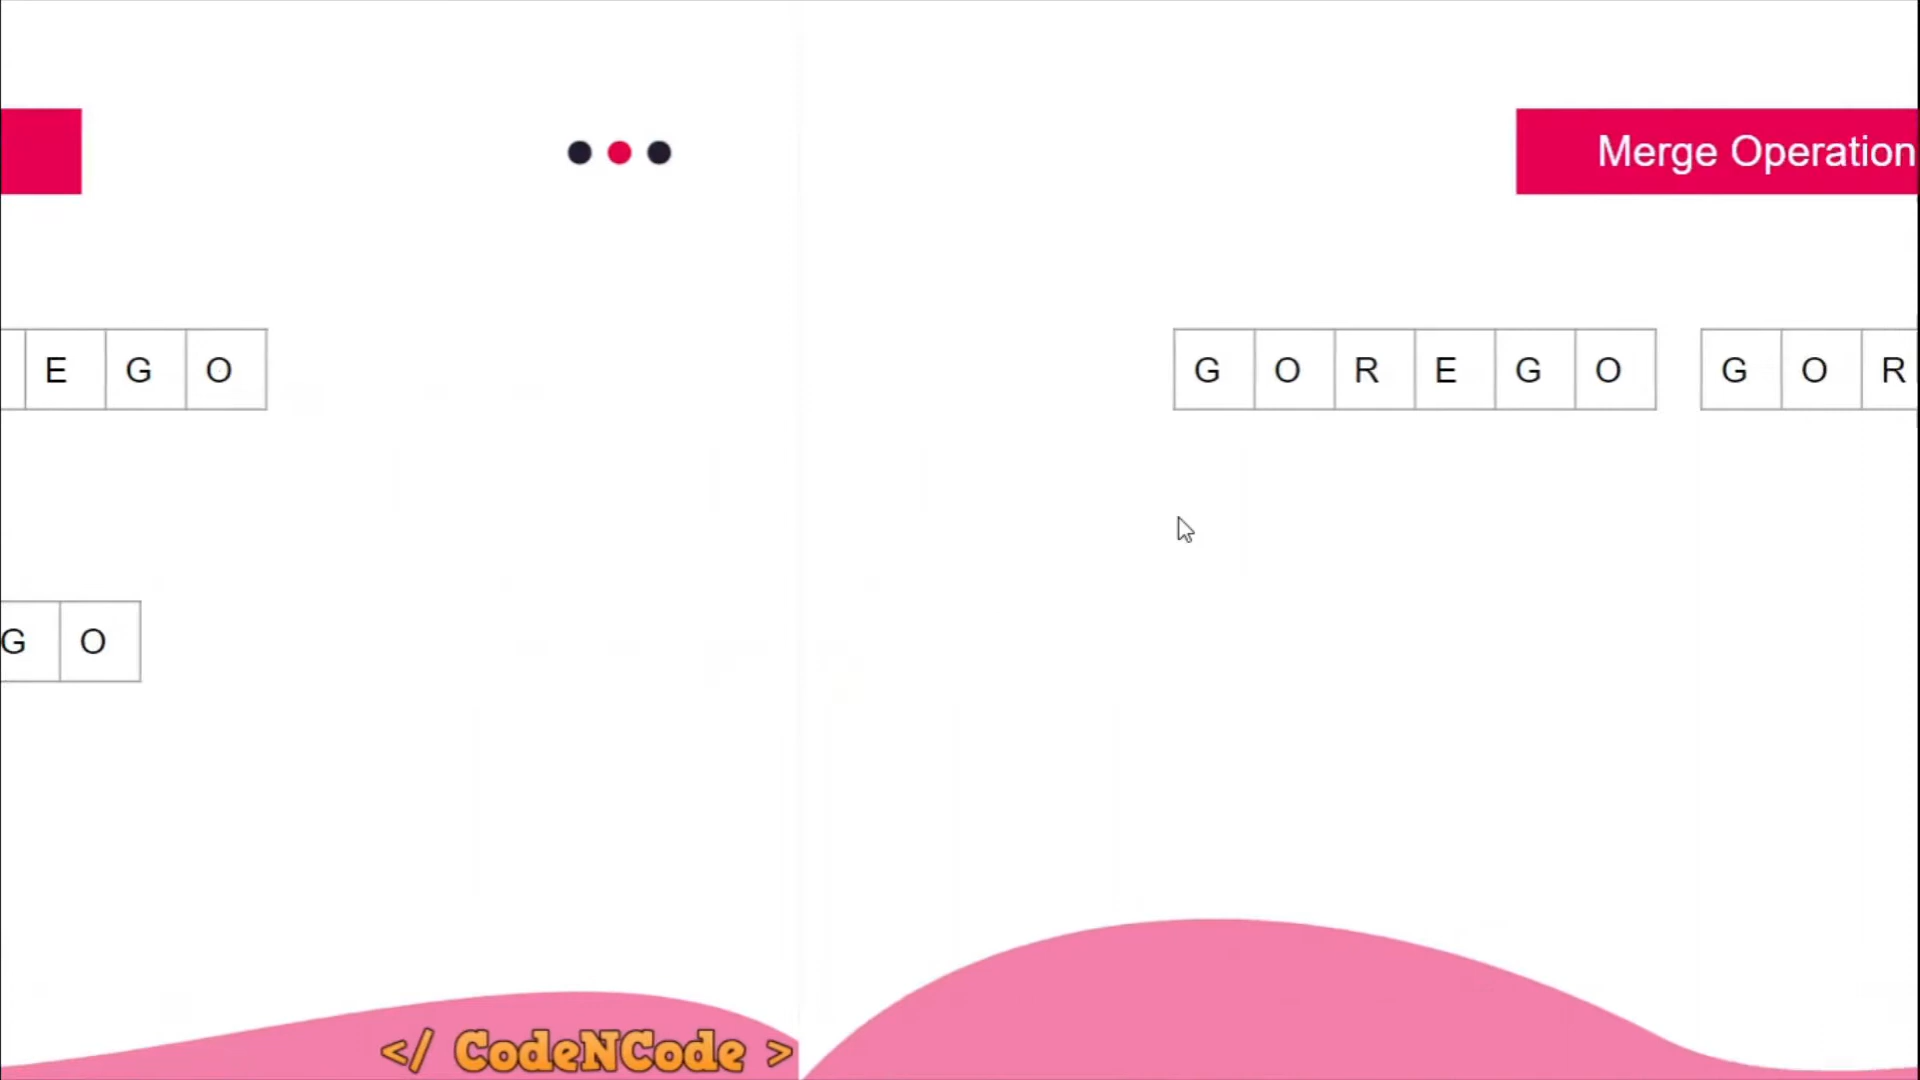 Merge Operation
E G O
G O R E G O G O R
G O
</ CodeNCode >